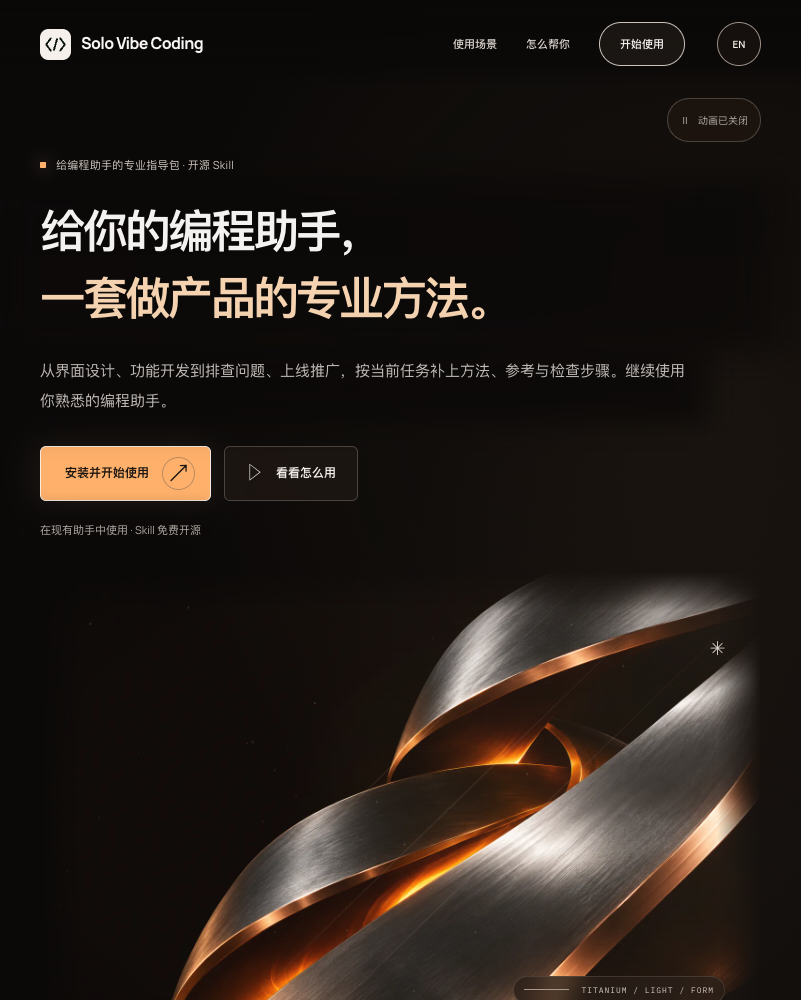 Solo Vibe Coding
使用场景
怎么帮你
开始使用
EN
动画已关闭
给编程助手的专业指导包 · 开源 Skill
给你的编程助手，
一套做产品的专业方法。
从界面设计、功能开发到排查问题、上线推广，按当前任务补上方法、参考与检查步骤。继续使用
你熟悉的编程助手。
安装并开始使用
看看怎么用
在现有助手中使用 · Skill 免费开源
TITANIUM / LIGHT / FORM